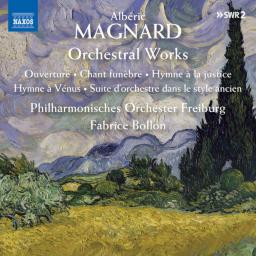 NAXOS
Albéric
MAGNARD
SWR2
Orchestral Works
Ouverture • Chant funèbre • Hymne à la justice
Hymne à Vénus • Suite d'orchestre dans le style ancien
Philharmonisches Orchester Freiburg
Fabrice Bollon